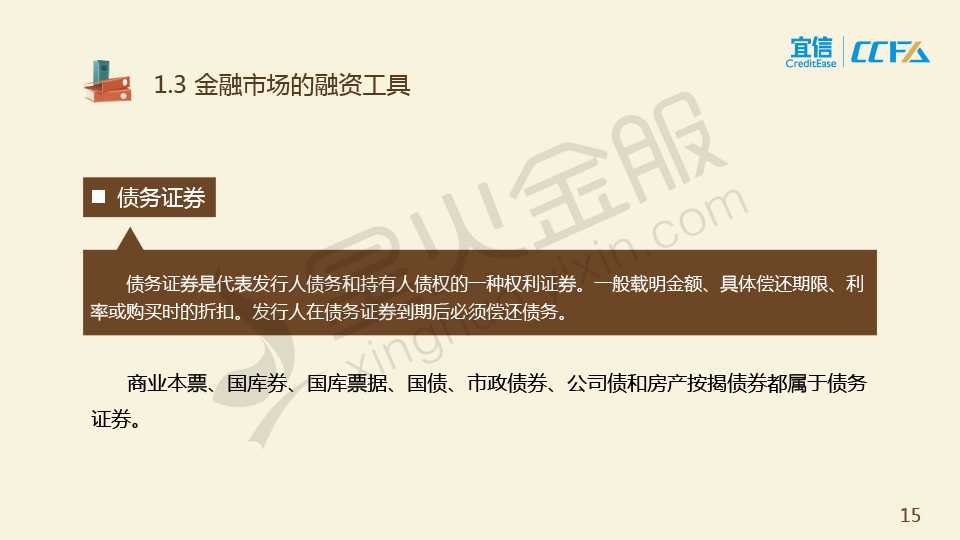 宜信
CreditEase
CCFA
1.3 金融市场的融资工具
债务证券
债务证券是代表发行人债务和持有人债权的一种权利证券。一般载明金额、具体偿还期限、利
率或购买时的折扣。发行人在债务证券到期后必须偿还债务。
商业本票、国库券、国库票据、国债、市政债券、公司债和房产按揭债券都属于债务
证券。
星火金服
15